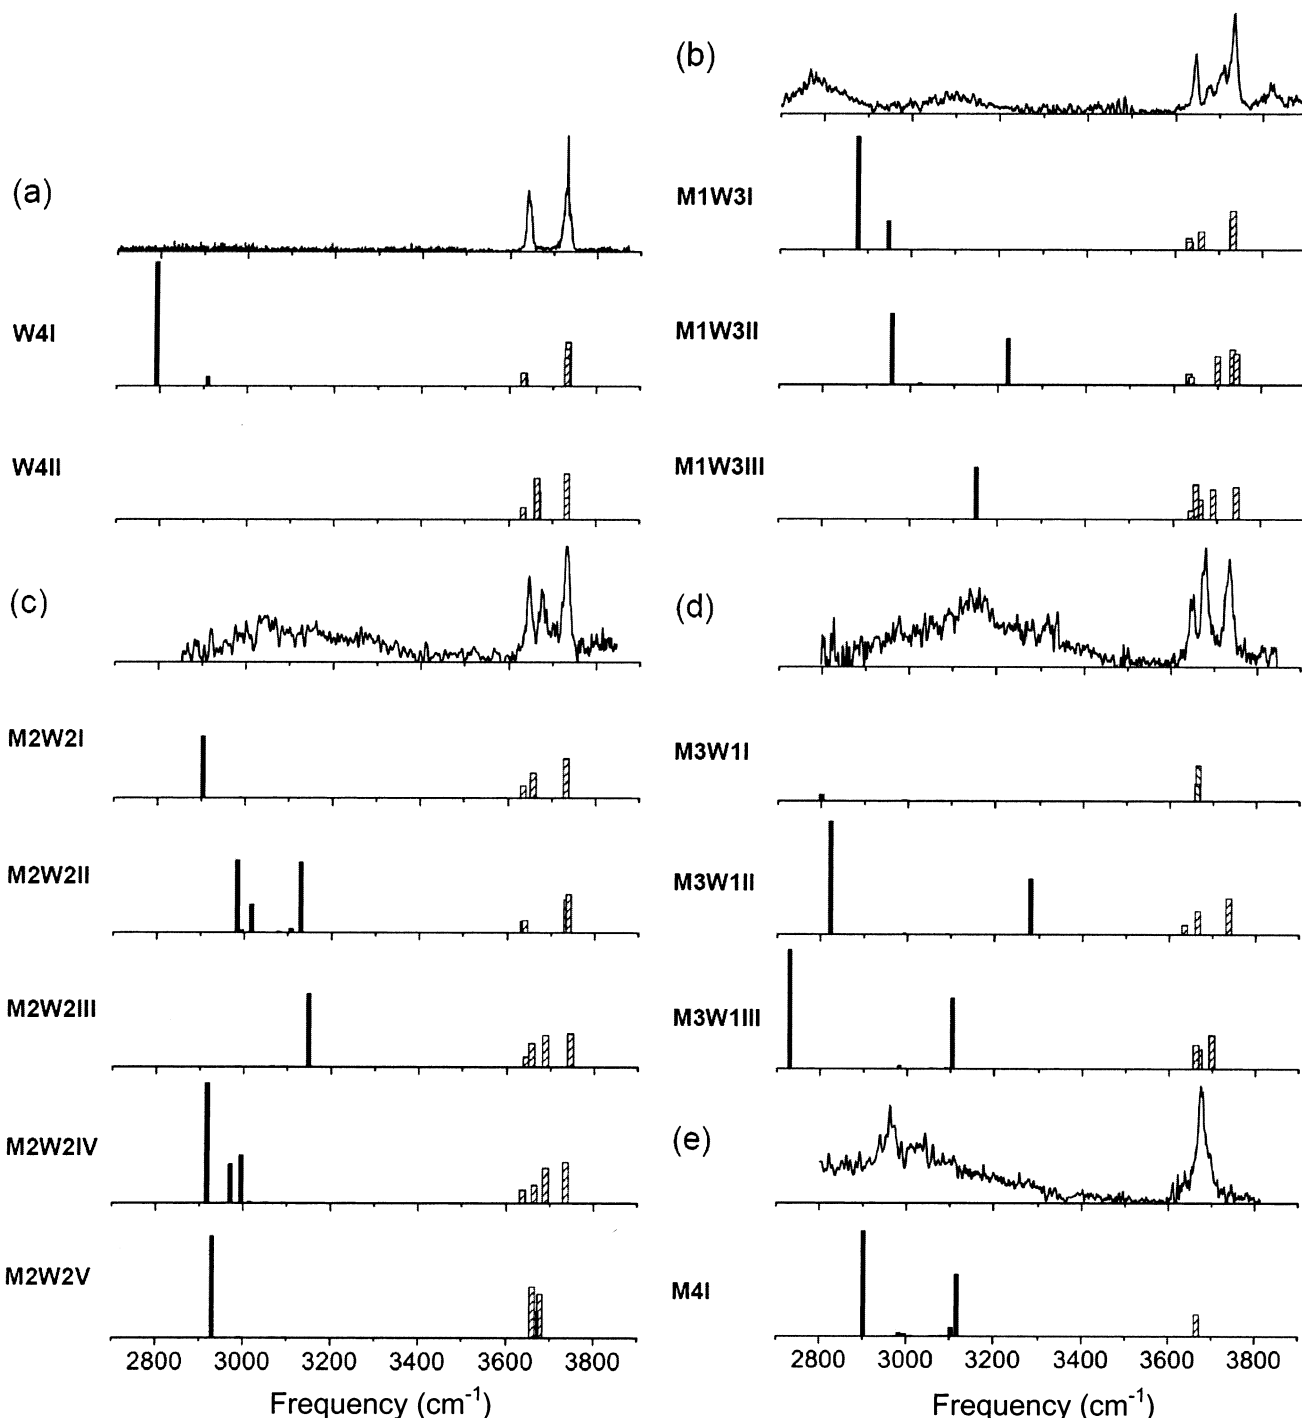 (a)
W4I
W4II
(b)
M1W3I
M1W3II
M1W3III
(c)
M2W2I
M2W2II
M2W2III
M2W2IV
M2W2V
2800 3000 3200 3400 3600 3800
Frequency (cm⁻¹)
(d)
M3W1I
M3W1II
M3W1III
(e)
M4I
2800 3000 3200 3400 3600 3800
Frequency (cm⁻¹)